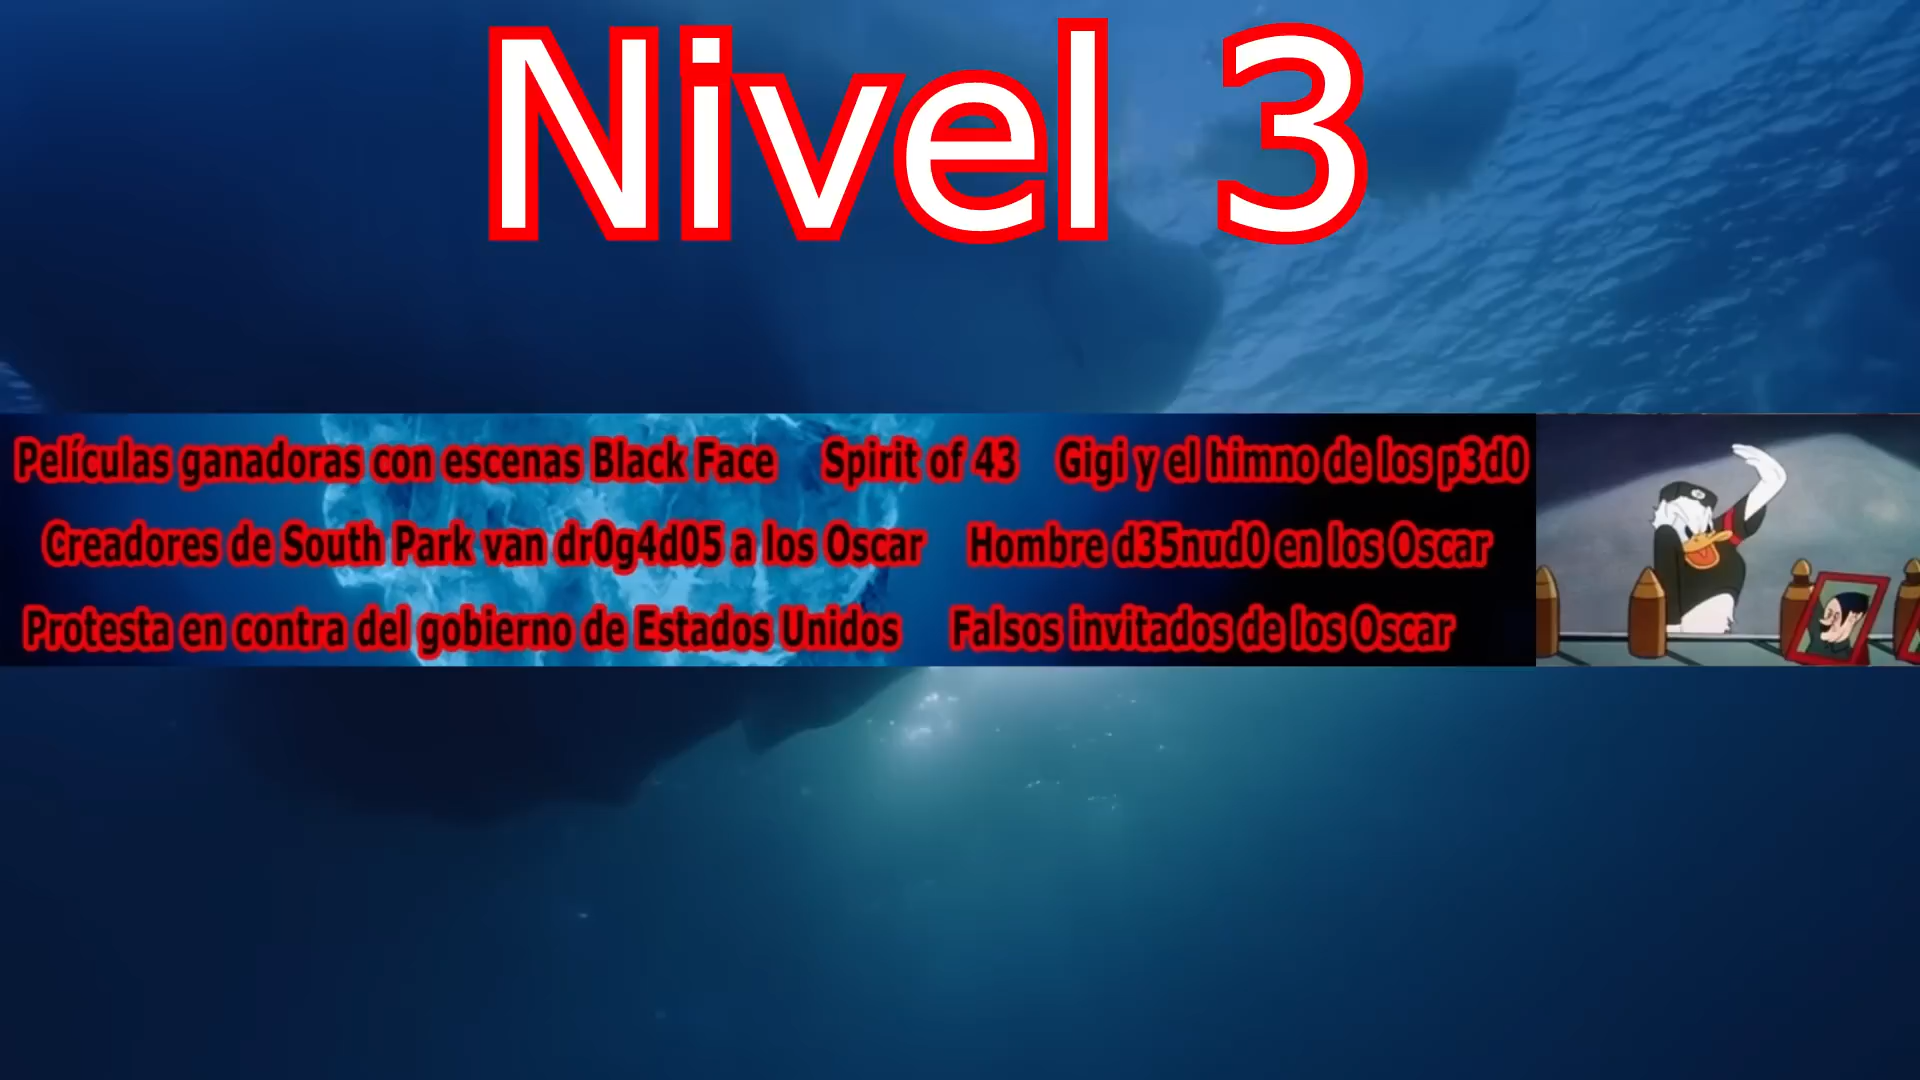 Nivel 3
Películas ganadoras con escenas Black Face Spirit of 43 Gigi y el himno de los p3d0
Creadores de South Park van dr0g4d05 a los Oscar Hombre d35nud0 en los Oscar
Protesta en contra del gobierno de Estados Unidos Falsos invitados de los Oscar